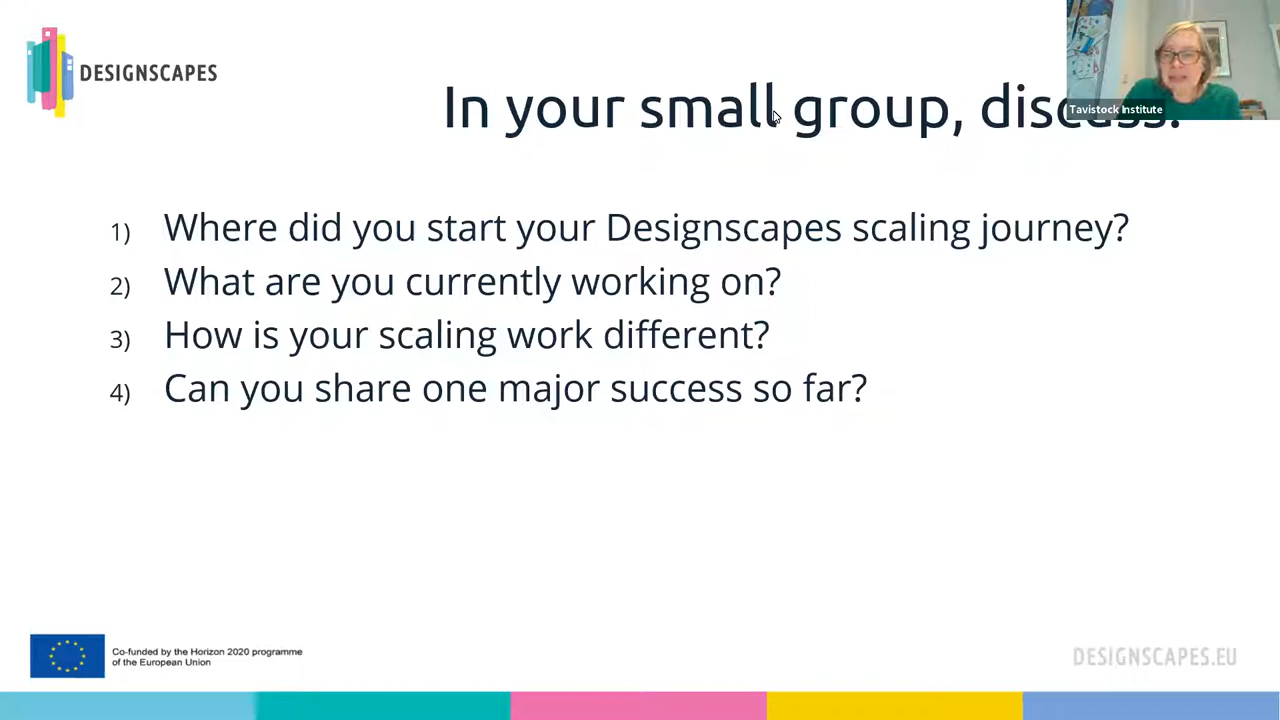 DESIGNSCAPES
In your small group, discuss:
Tavistock Institute
1) Where did you start your Designscapes scaling journey?
2) What are you currently working on?
3) How is your scaling work different?
4) Can you share one major success so far?
Co-funded by the Horizon 2020 programme
of the European Union
DESIGNSCAPES.EU